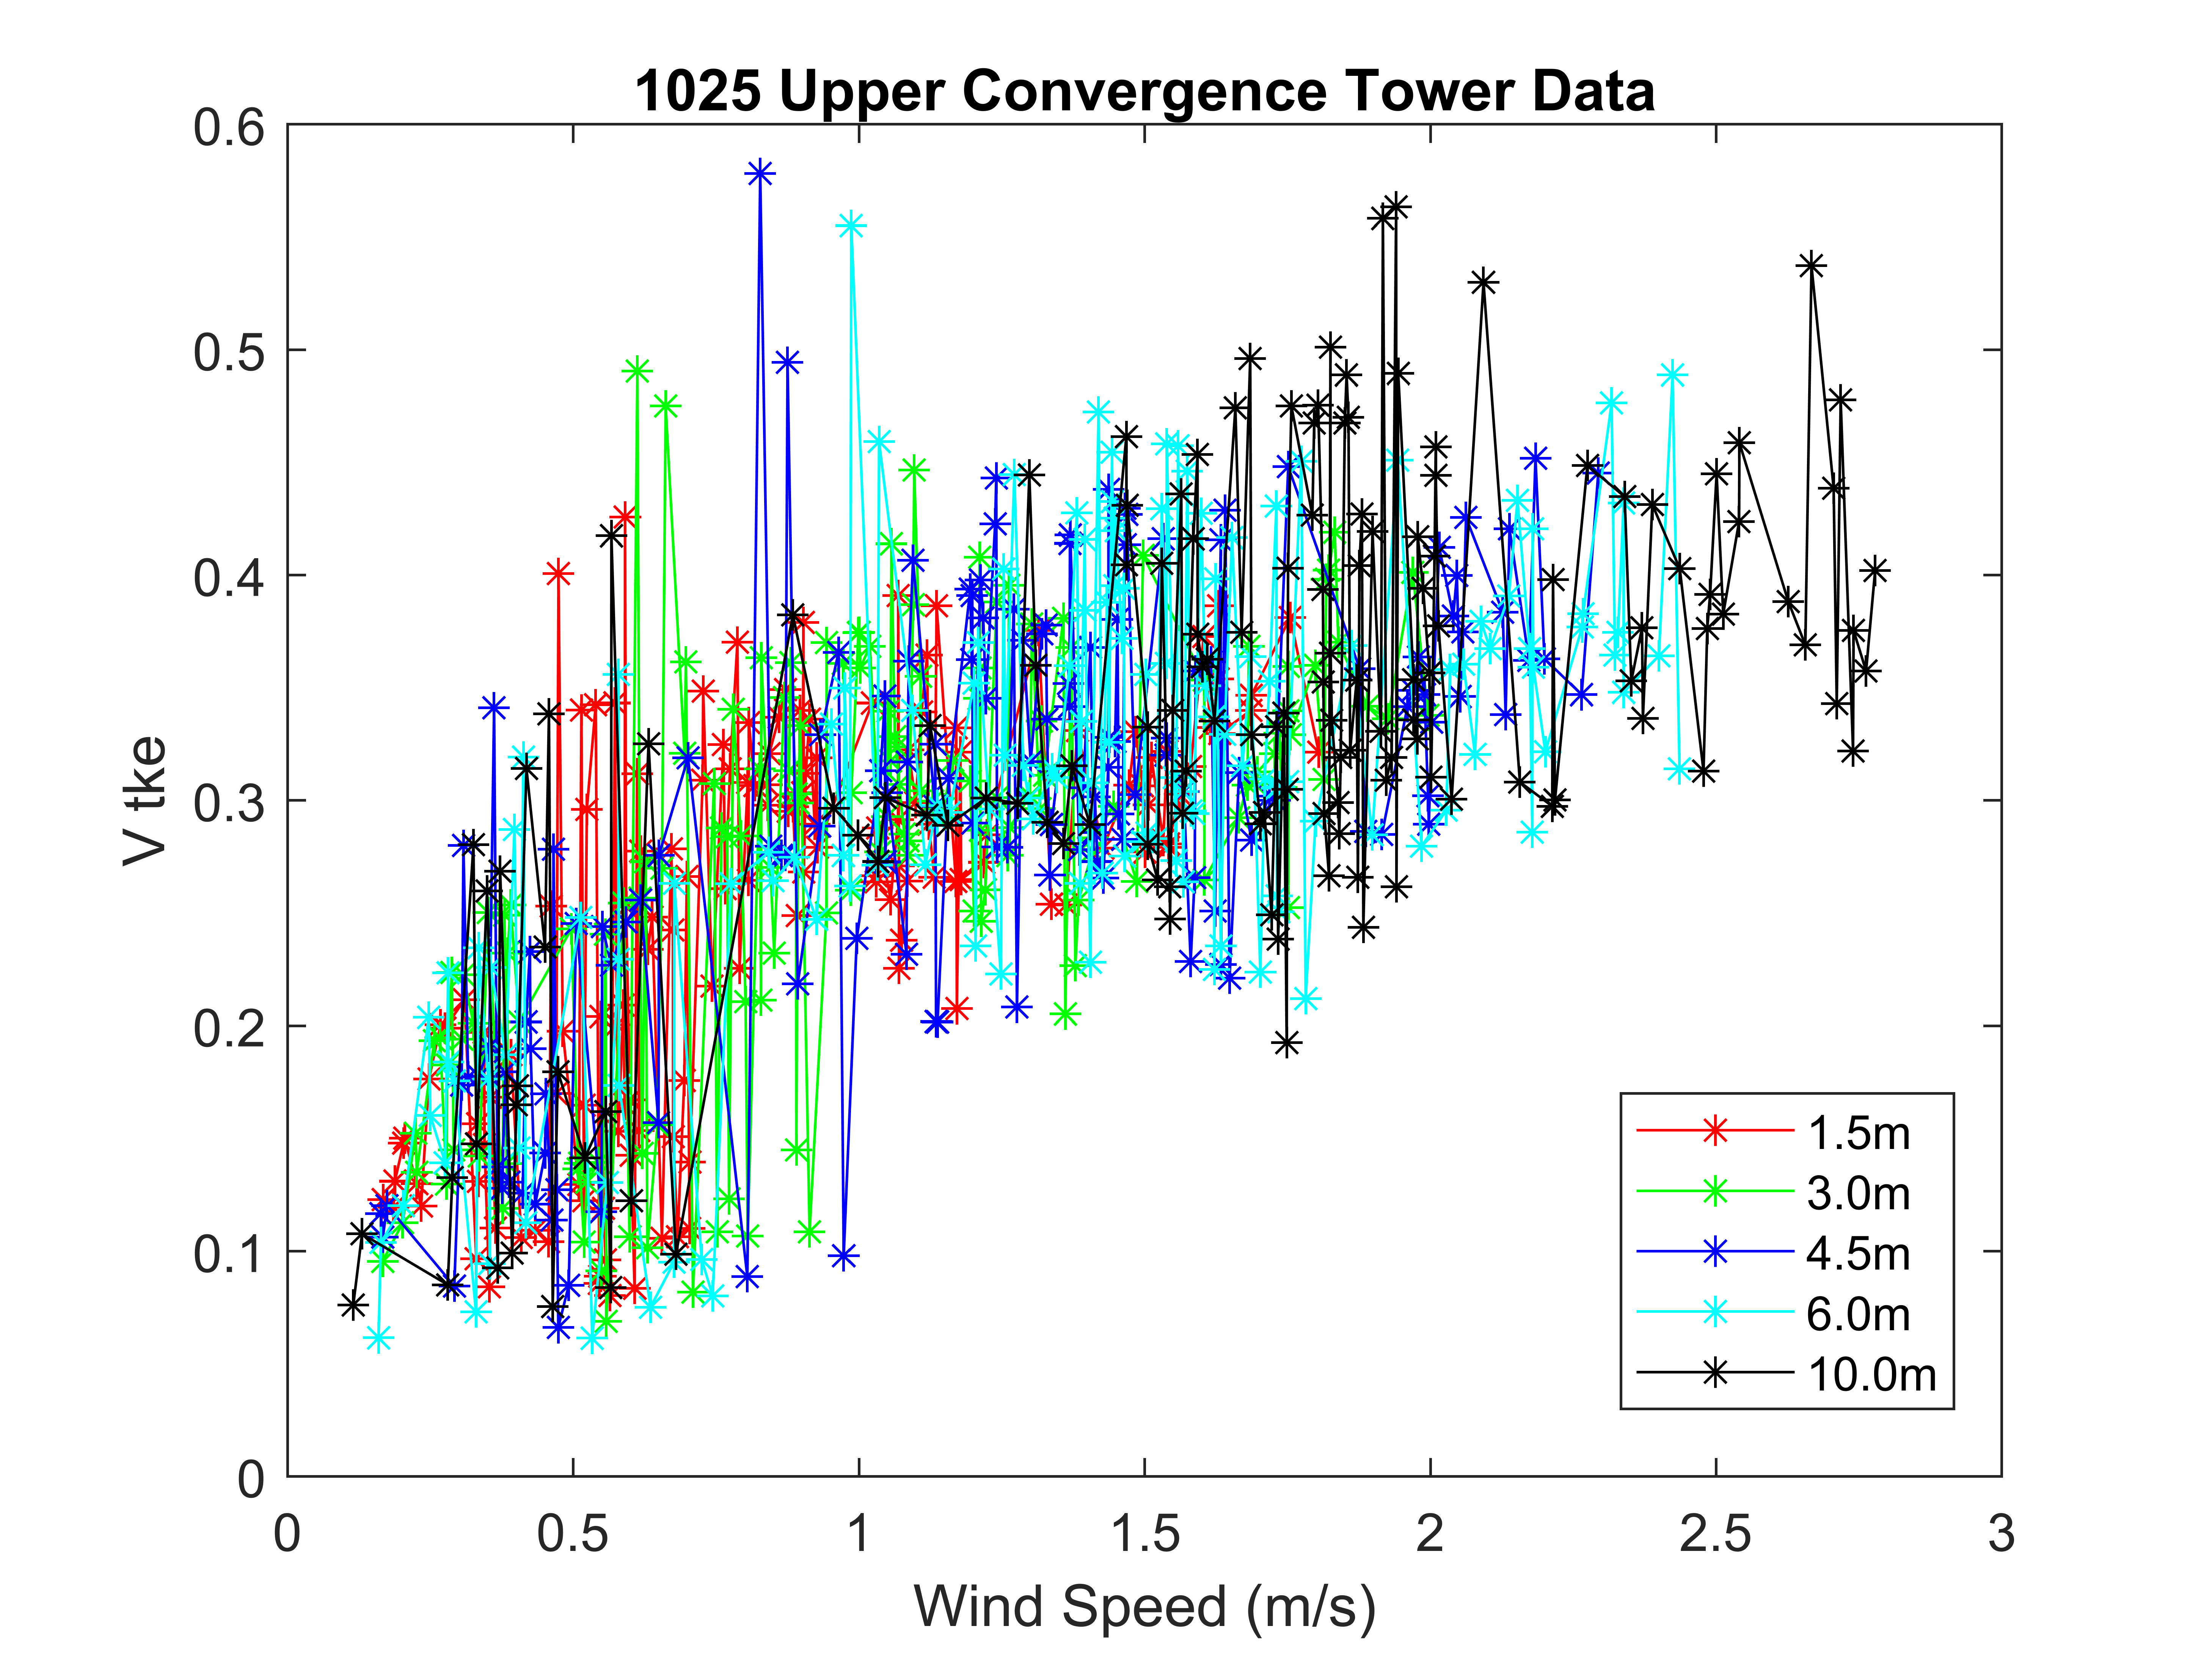 1025 Upper Convergence Tower Data
0.6
0.5
0.4
0.3
0.2
0.1
0
V tke
0 0.5 1 1.5 2 2.5 3
Wind Speed (m/s)
1.5m
3.0m
4.5m
6.0m
10.0m